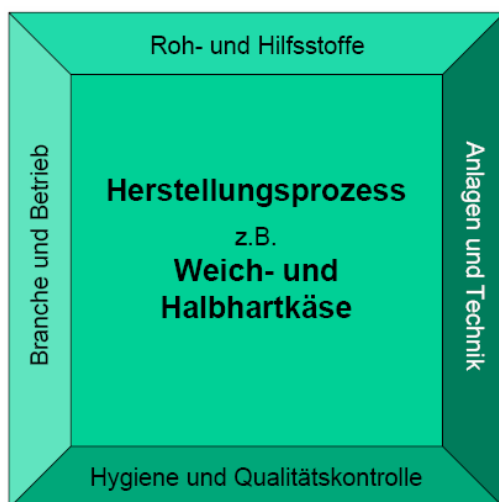 Roh- und Hilfsstoffe
Branche und Betrieb
Herstellungsprozess
z.B.
Weich- und
Halbhartkäse
Anlagen und Technik
Hygiene und Qualitätskontrolle